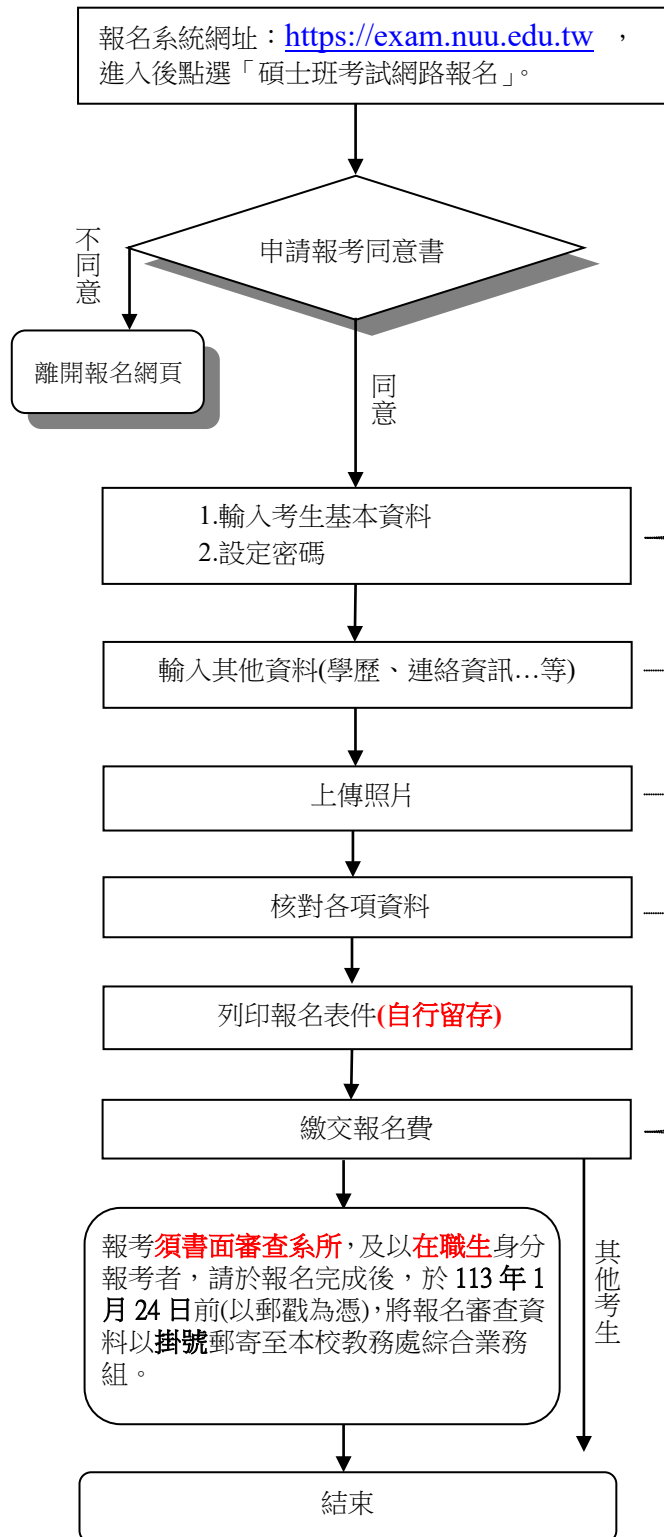 報名系統網址：https://exam.nuu.edu.tw ，
進入後點選「碩士班考試網路報名」。
申請報考同意書
不同意
離開報名網頁
同意
1.輸入考生基本資料
2.設定密碼
輸入其他資料(學歷、連絡資訊…等)
上傳照片
核對各項資料
列印報名表件(自行留存)
繳交報名費
報考須書面審查系所，及以在職生身分
報考者，請於報名完成後，於 113 年 1
月 24 日前(以郵戳為憑)，將報名審查資
料以掛號郵寄至本校教務處綜合業務
組。
其他考生
結束